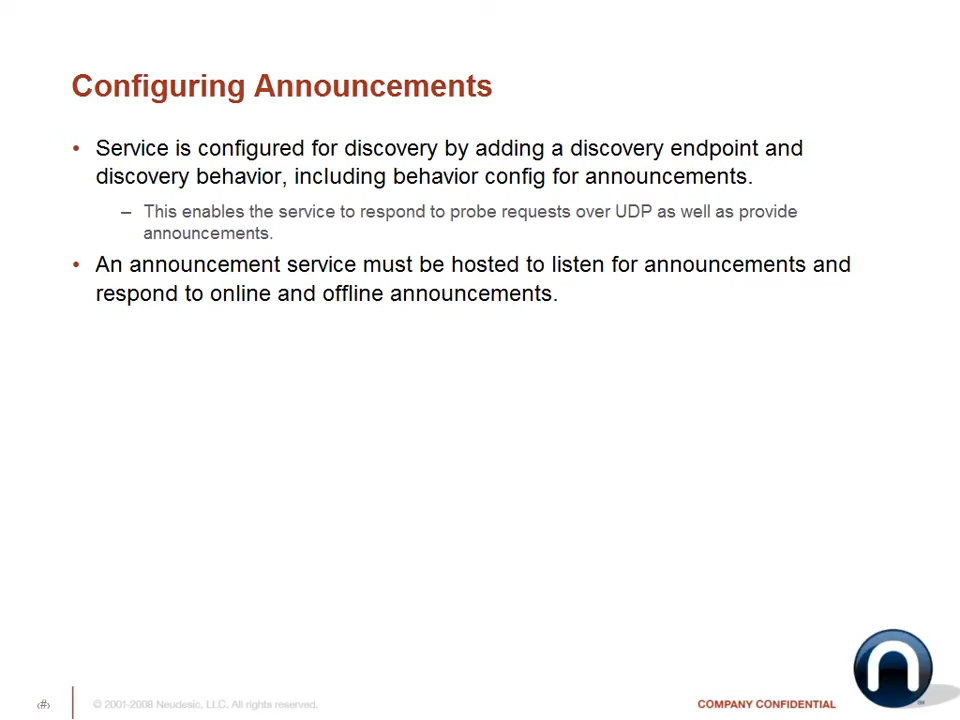 Configuring Announcements
• Service is configured for discovery by adding a discovery endpoint and
discovery behavior, including behavior config for announcements.
– This enables the service to respond to probe requests over UDP as well as provide
announcements.
• An announcement service must be hosted to listen for announcements and
respond to online and offline announcements.
‹#›
© 2001-2008 Neudesic, LLC. All rights reserved.
COMPANY CONFIDENTIAL